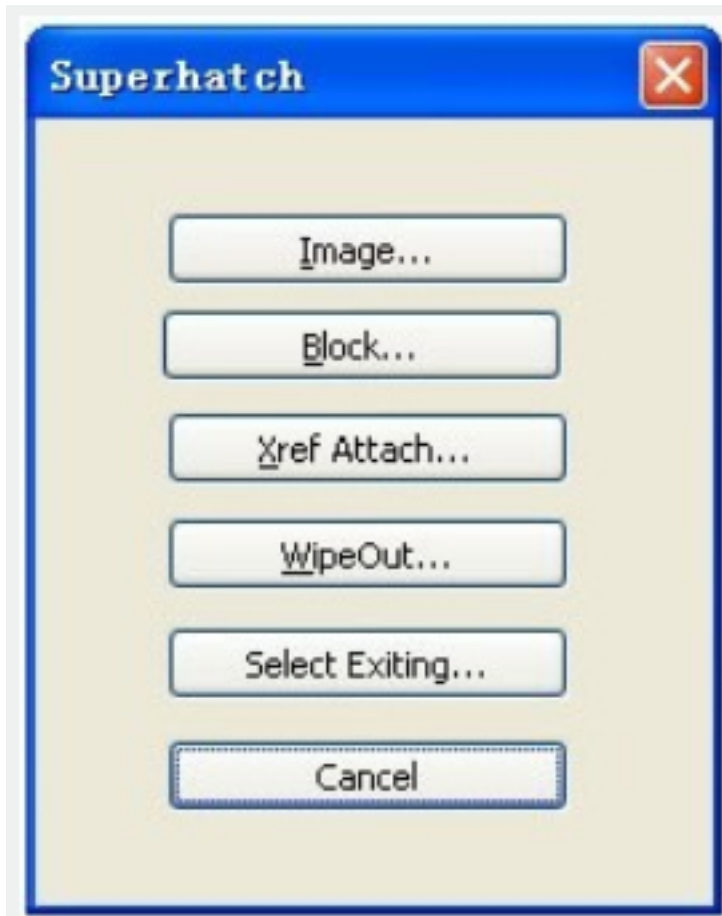 Superhatch
Image...
Block...
Xref Attach...
WipeOut...
Select Exiting...
Cancel